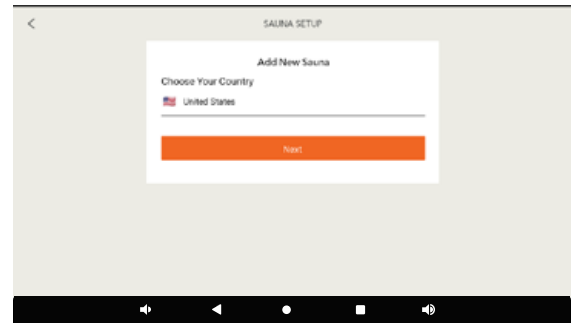 SAUNA SETUP
Add New Sauna
Choose Your Country
United States
Next